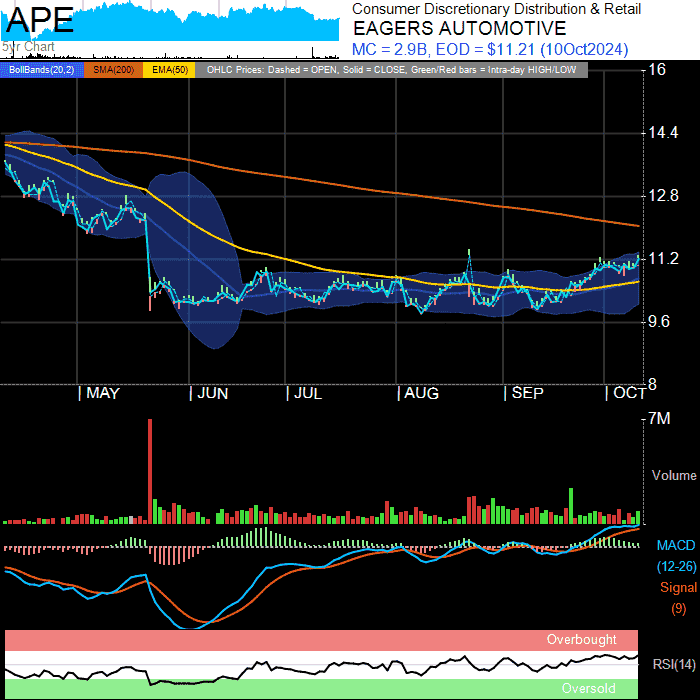 APE
5yr Chart
Consumer Discretionary Distribution & Retail
EAGERS AUTOMOTIVE
MC = 2.9B, EOD = $11.21 (10Oct2024)
BollBands(20,2) SMA(200) EMA(50) OHLC Prices: Dashed = OPEN, Solid = CLOSE, Green/Red bars = Intra-day HIGH/LOW
16
14.4
12.8
11.2
9.6
8
| MAY | JUN | JUL | AUG | SEP | OCT
7M
Volume
MACD
(12-26)
Signal
(9)
Overbought
RSI(14)
Oversold